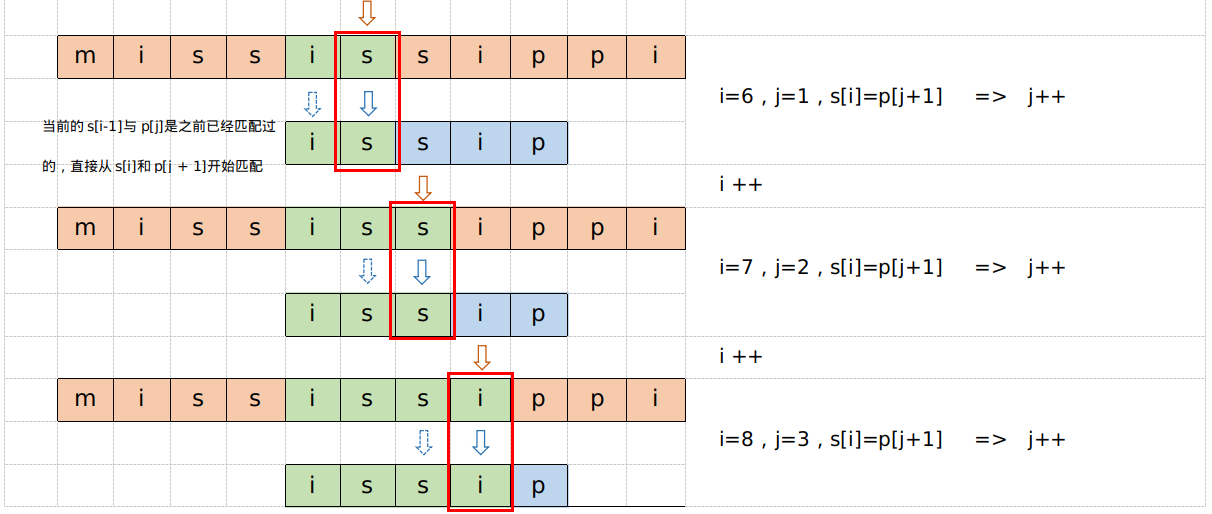 m i s s i s s i p p i
i=6 , j=1 , s[i]=p[j+1] => j++
当前的 s[i-1]与 p[j]是之前已经匹配过
i s s i p
的 , 直接从 s[i]和 p[j + 1]开始匹配
i ++
m i s s i s s i p p i
i=7 , j=2 , s[i]=p[j+1] => j++
i s s i p
i ++
m i s s i s s i p p i
i=8 , j=3 , s[i]=p[j+1] => j++
i s s i p